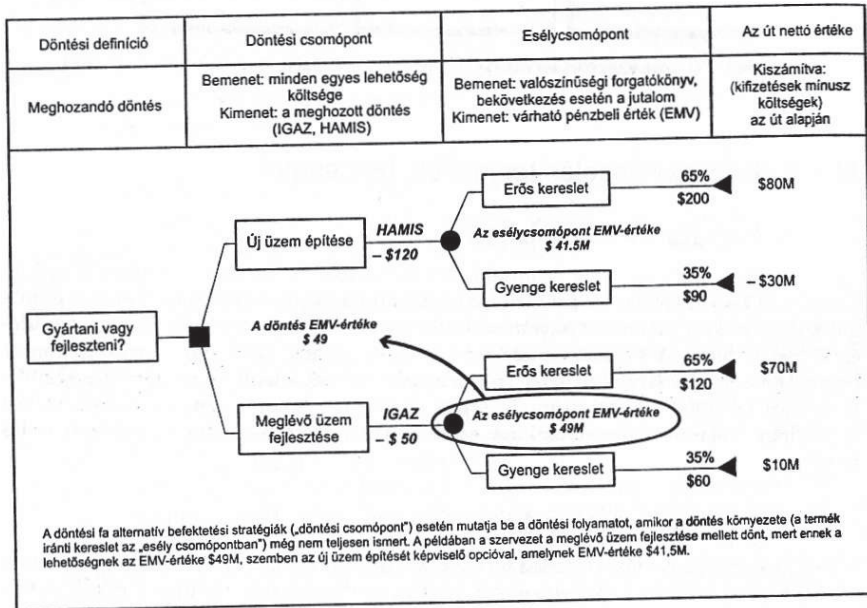 Döntési definíció
Döntési csomópont
Esélycsomópont
Az út nettó értéke
Meghozandó döntés
Bemenet: minden egyes lehetőség
költsége
Kimenet: a meghozott döntés
(IGAZ, HAMIS)
Bemenet: valószínűségi forgatókönyv,
bekövetkezés esetén a jutalom
Kimenet: várható pénzbeli érték (EMV)
Kiszámítva:
(kifizetések mínusz
költségek)
az út alapján
Erős kereslet
65%
$200
$80M
Új üzem építése
HAMIS
– $120
Az esélycsomópont EMV-értéke
$ 41.5M
Gyenge kereslet
35%
$90
– $30M
Gyártani vagy
fejleszteni?
A döntés EMV-értéke
$ 49
Erős kereslet
65%
$120
$70M
Meglévő üzem
fejlesztése
IGAZ
– $ 50
Az esélycsomópont EMV-értéke
$ 49M
Gyenge kereslet
35%
$60
$10M
A döntési fa alternatív befektetési stratégiák („döntési csomópont") esetén mutatja be a döntési folyamatot, amikor a döntés környezete (a termék
iránti kereslet az „esély csomópontban") még nem teljesen ismert. A példában a szervezet a meglévő üzem fejlesztése mellett dönt, mert ennek a
lehetőségnek az EMV-értéke $49M, szemben az új üzem építését képviselő opcióval, amelynek EMV-értéke $41,5M.